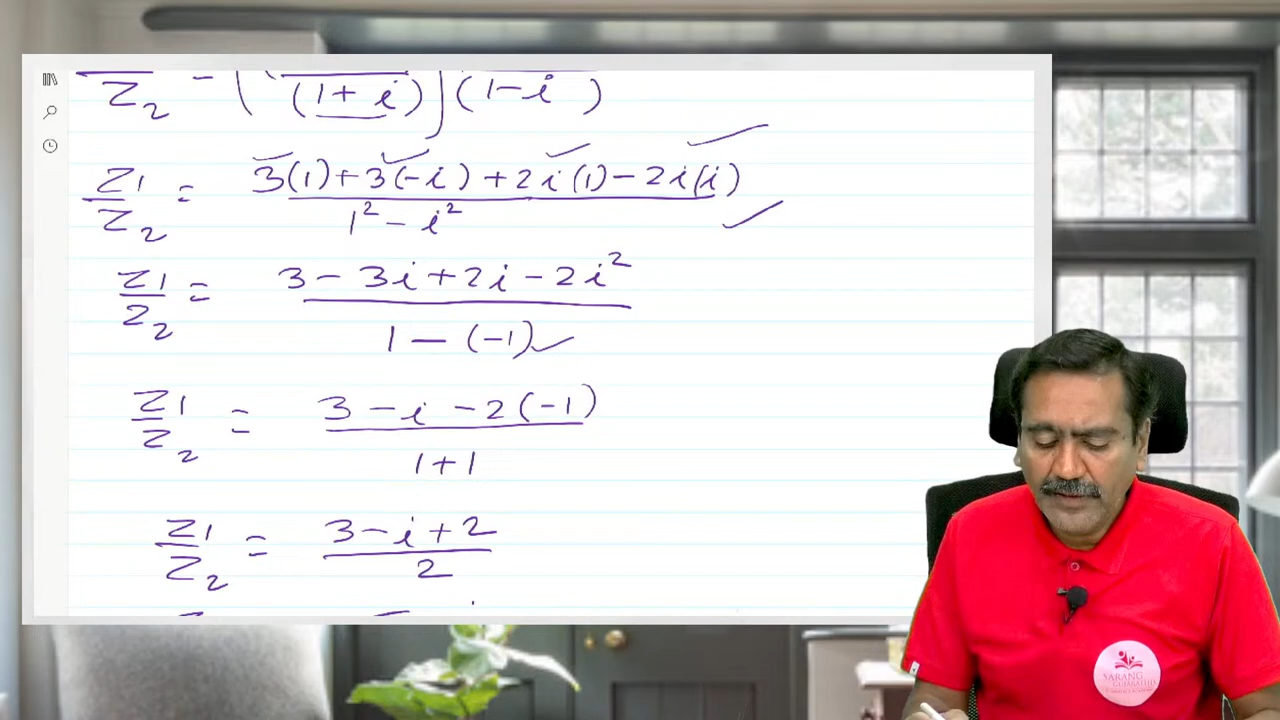 Z₂ - (1+i) (1-i)
Z1/Z₂ = 3(1)+3(-i)+2i(1)-2i(i) / 1² - i²
Z1/Z₂ = 3 - 3i+2i - 2i² / 1 - (-1)
Z1/Z₂ = 3 - i - 2(-1) / 1+1
Z1/Z₂ = 3-i+2 / 2
SARANG